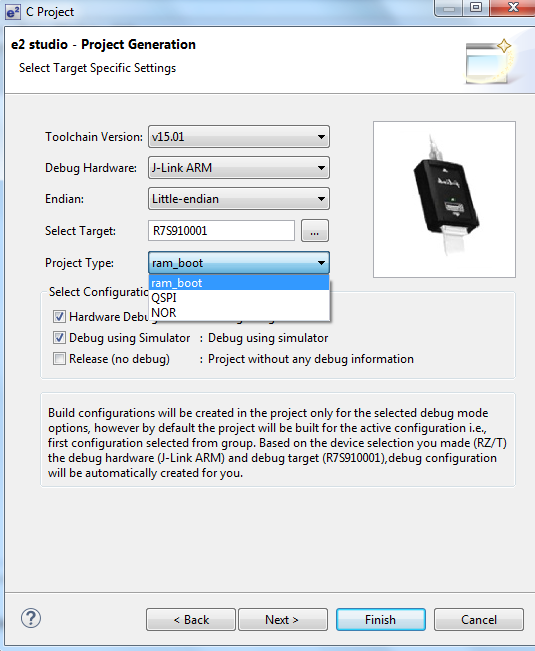 e² C Project
e2 studio - Project Generation
Select Target Specific Settings
Toolchain Version: v15.01
Debug Hardware: J-Link ARM
Endian: Little-endian
Select Target: R7S910001 ...
Project Type: ram_boot
ram_boot
QSPI
NOR
Select Configuratio
Hardware Debu
Debug using Simulator : Debug using simulator
Release (no debug) : Project without any debug information
Build configurations will be created in the project only for the selected debug mode
options, however by default the project will be built for the active configuration i.e.,
first configuration selected from group. Based on the device selection you made (RZ/T)
the debug hardware (J-Link ARM) and debug target (R7S910001),debug configuration
will be automatically created for you.
? < Back Next > Finish Cancel